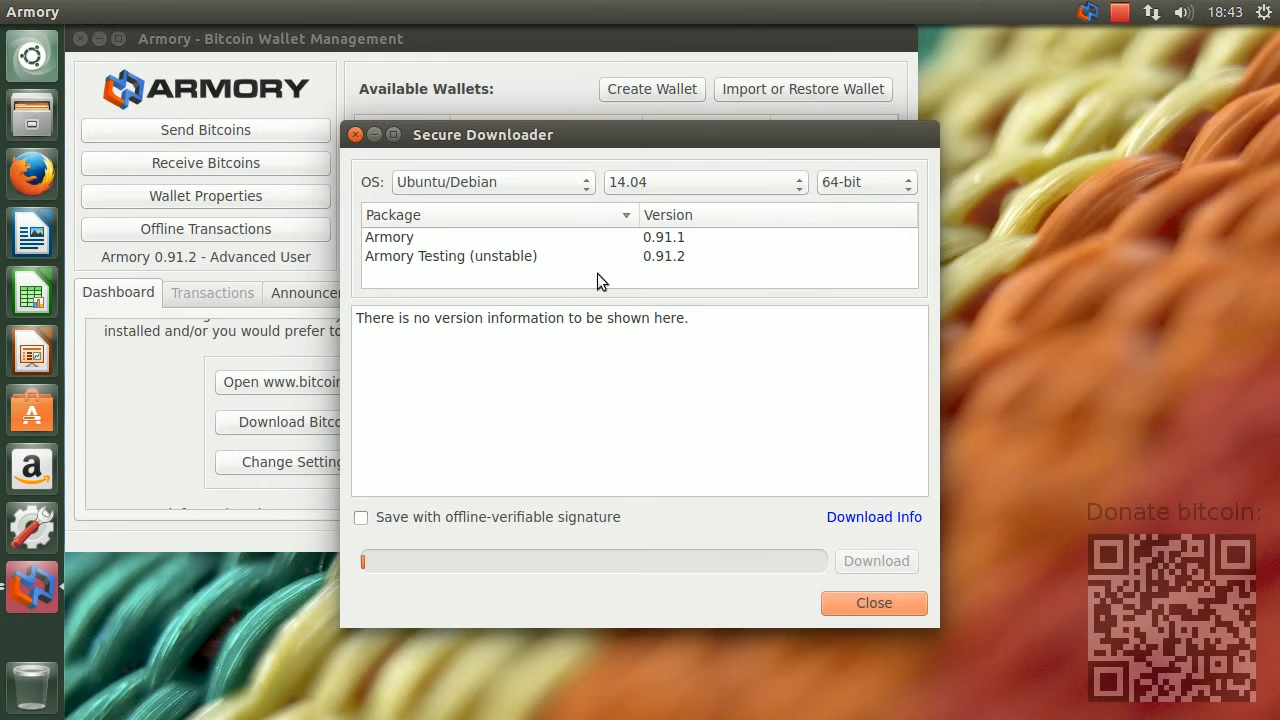 Armory
18:43
Armory - Bitcoin Wallet Management
ARMORY
Send Bitcoins
Receive Bitcoins
Wallet Properties
Offline Transactions
Armory 0.91.2 - Advanced User
Available Wallets:
Create Wallet
Import or Restore Wallet
Dashboard
Transactions
Announce
installed and/or you would prefer to
Open www.bitcoin
Download Bitco
Change Setting
Secure Downloader
OS:
Ubuntu/Debian
14.04
64-bit
Package
Version
Armory
0.91.1
Armory Testing (unstable)
0.91.2
There is no version information to be shown here.
Save with offline-verifiable signature
Download Info
Download
Close
Donate bitcoin: